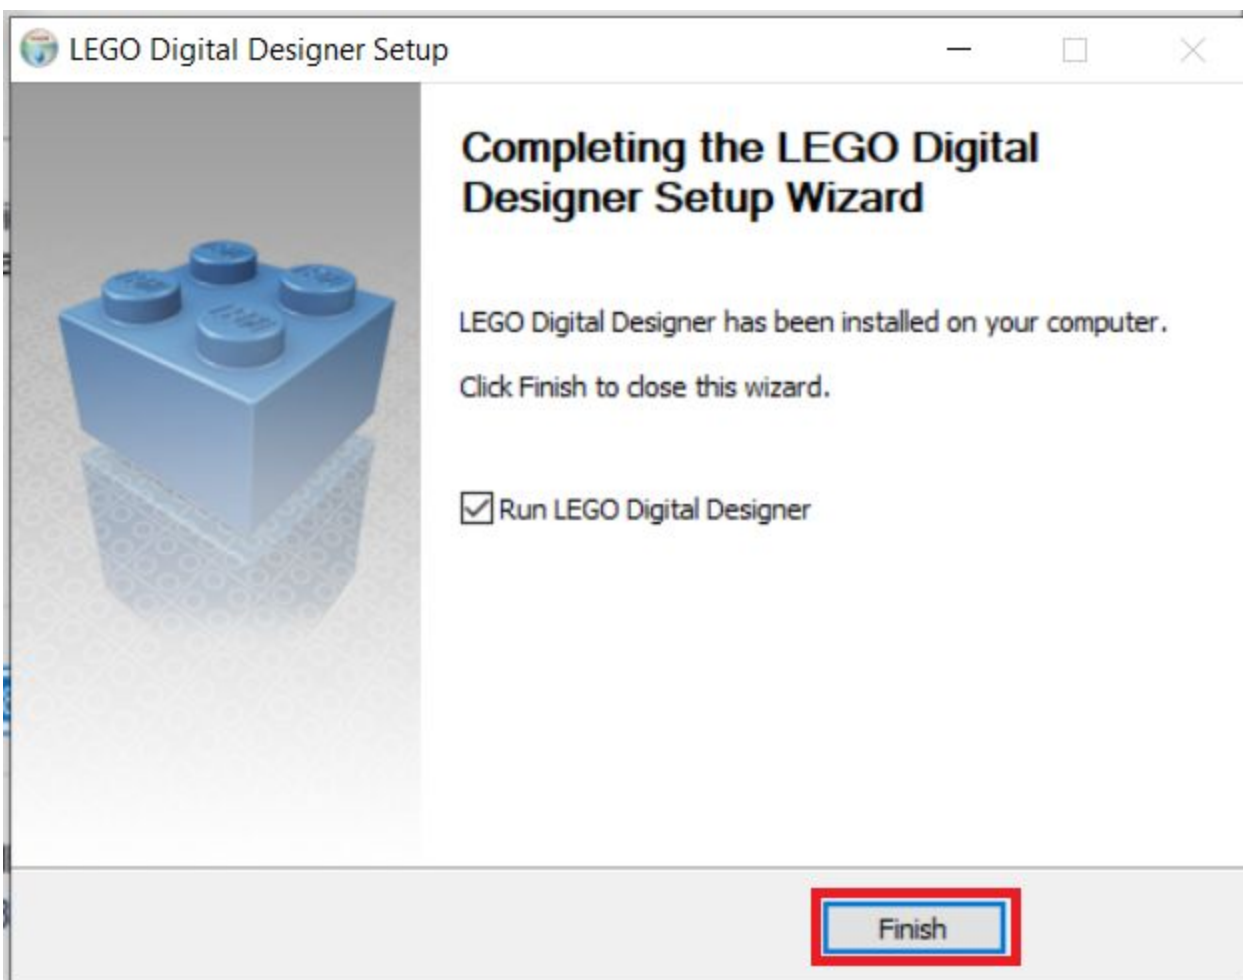 LEGO Digital Designer Setup
Completing the LEGO Digital
Designer Setup Wizard
LEGO Digital Designer has been installed on your computer.
Click Finish to close this wizard.
Run LEGO Digital Designer
Finish